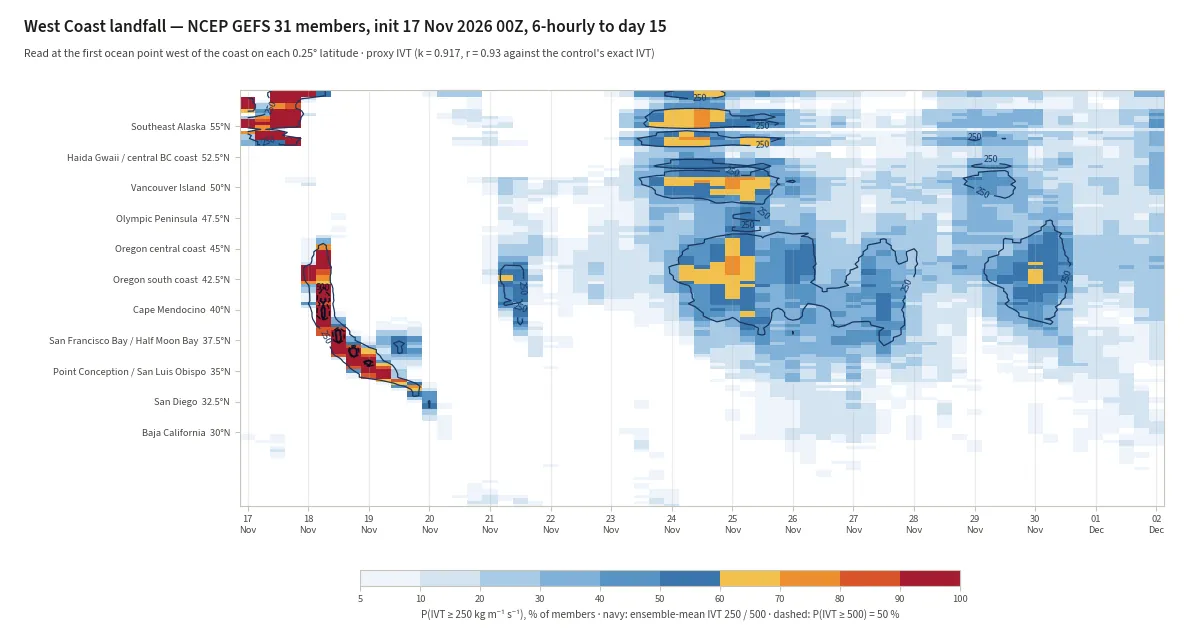 West Coast landfall — NCEP GEFS 31 members, init 17 Nov 2026 00Z, 6-hourly to day 15
Read at the first ocean point west of the coast on each 0.25° latitude · proxy IVT (k = 0.917, r = 0.93 against the control's exact IVT)
Southeast Alaska 55°N
Haida Gwaii / central BC coast 52.5°N
Vancouver Island 50°N
Olympic Peninsula 47.5°N
Oregon central coast 45°N
Oregon south coast 42.5°N
Cape Mendocino 40°N
San Francisco Bay / Half Moon Bay 37.5°N
Point Conception / San Luis Obispo 35°N
San Diego 32.5°N
Baja California 30°N
250
250
250
250
250
250
250
250
250
250
250
250
17 18 19 20 21 22 23 24 25 26 27 28 29 30 01 02
Nov Nov Nov Nov Nov Nov Nov Nov Nov Nov Nov Nov Nov Nov Dec Dec
5 10 20 30 40 50 60 70 80 90 100
P(IVT ≥ 250 kg m⁻¹ s⁻¹), % of members · navy: ensemble-mean IVT 250 / 500 · dashed: P(IVT ≥ 500) = 50 %